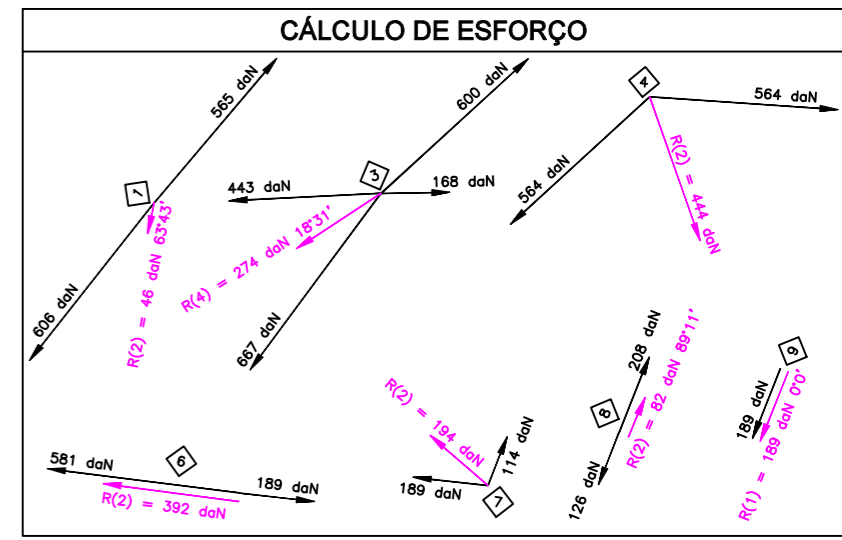 CÁLCULO DE ESFORÇO
1
565 daN
606 daN
R(2) = 46 daN 63°43'
3
600 daN
443 daN
168 daN
667 daN
R(4) = 274 daN 18°31'
4
564 daN
564 daN
R(2) = 444 daN
6
581 daN
189 daN
R(2) = 392 daN
7
114 daN
189 daN
R(2) = 194 daN
8
208 daN
126 daN
R(2) = 82 daN 89°11'
9
189 daN
R(1) = 189 daN 0°0'